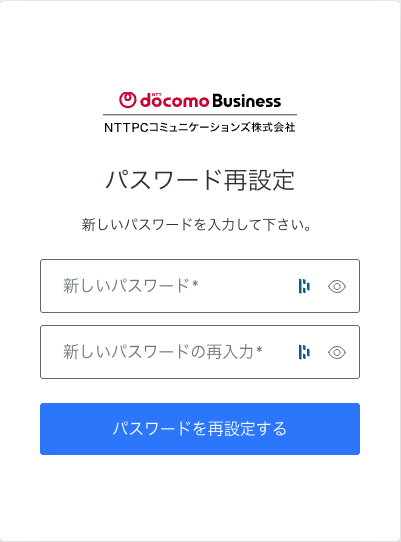 NTT
docomo Business
NTTPCコミュニケーションズ株式会社
パスワード再設定
新しいパスワードを入力して下さい。
新しいパスワード*
新しいパスワードの再入力*
パスワードを再設定する